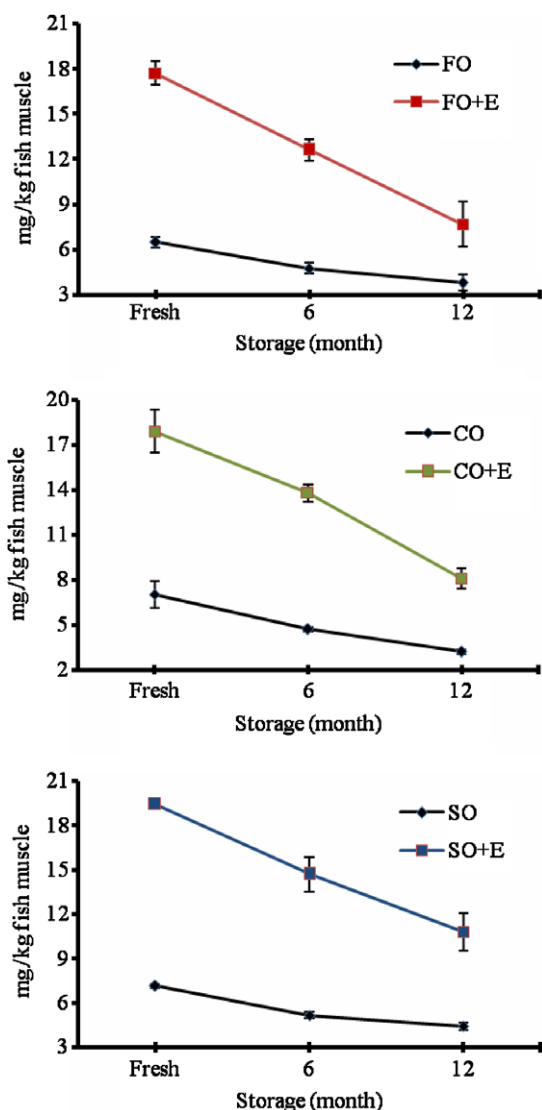 21
18
15
12
9
6
3
mg/kg fish muscle
FO
FO+E
Fresh 6 12
Storage (month)
20
17
14
11
8
5
2
mg/kg fish muscle
CO
CO+E
Fresh 6 12
Storage (month)
21
18
15
12
9
6
3
mg/kg fish muscle
SO
SO+E
Fresh 6 12
Storage (month)